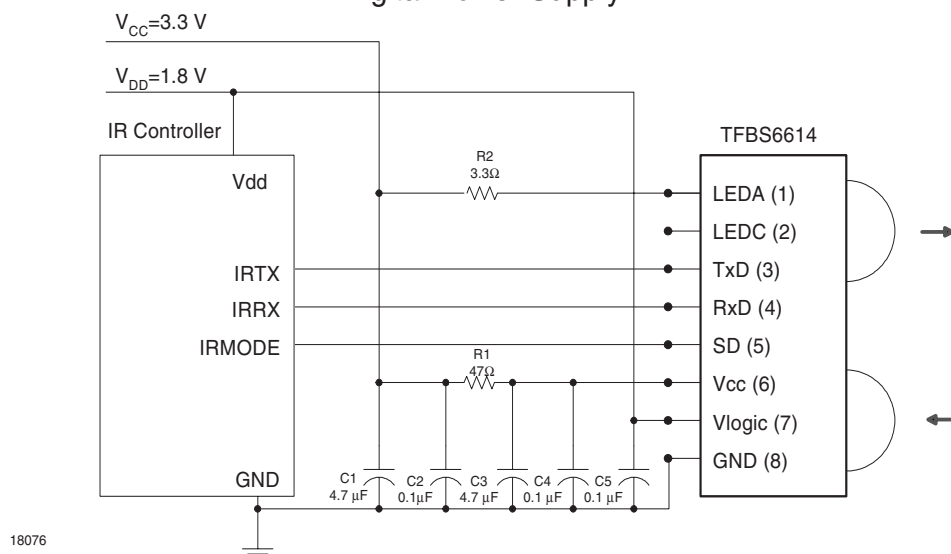 V_CC=3.3 V
V_DD=1.8 V
IR Controller
Vdd
IRTX
IRRX
IRMODE
GND
R2
3.3Ω
R1
47Ω
C1
4.7 µF
C2
0.1µF
C3
4.7 µF
C4
0.1 µF
C5
0.1 µF
TFBS6614
LEDA (1)
LEDC (2)
TxD (3)
RxD (4)
SD (5)
Vcc (6)
Vlogic (7)
GND (8)
18076